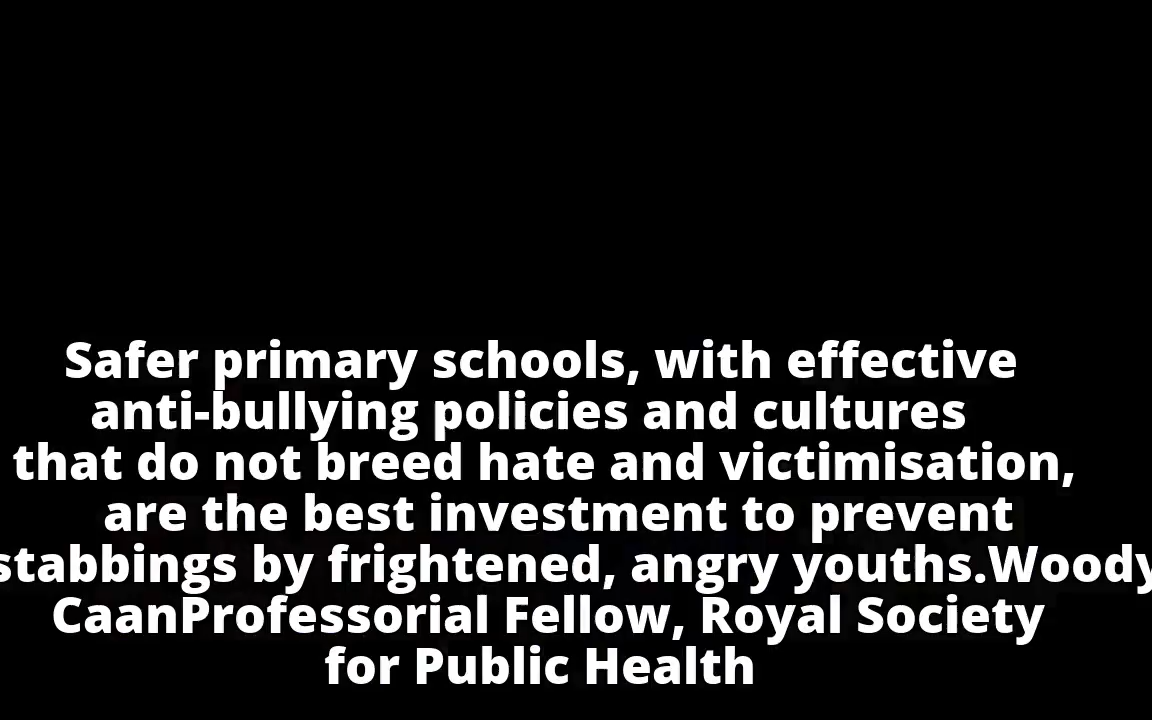 Safer primary schools, with effective
anti-bullying policies and cultures
that do not breed hate and victimisation,
are the best investment to prevent
stabbings by frightened, angry youths.Woody
CaanProfessorial Fellow, Royal Society
for Public Health